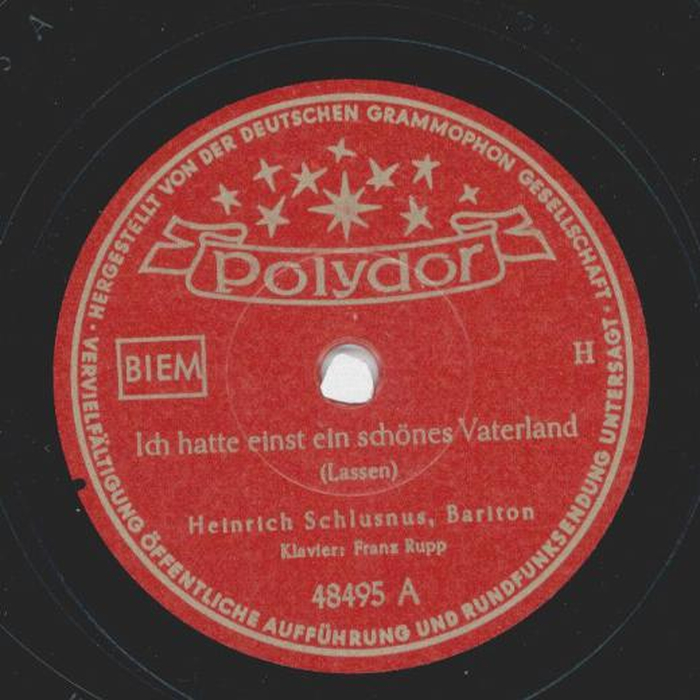 HERGESTELLT VON DER DEUTSCHEN GRAMMOPHON GESELLSCHAFT ·
Polydor
BIEM
H
Ich hatte einst ein schönes Vaterland
(Lassen)
Heinrich Schlusnus, Bariton
Klavier: Franz Rupp
48495 A
VERVIELFÄLTIGUNG ÖFFENTLICHE AUFFÜHRUNG UND RUNDFUNKSENDUNG UNTERSAGT ·